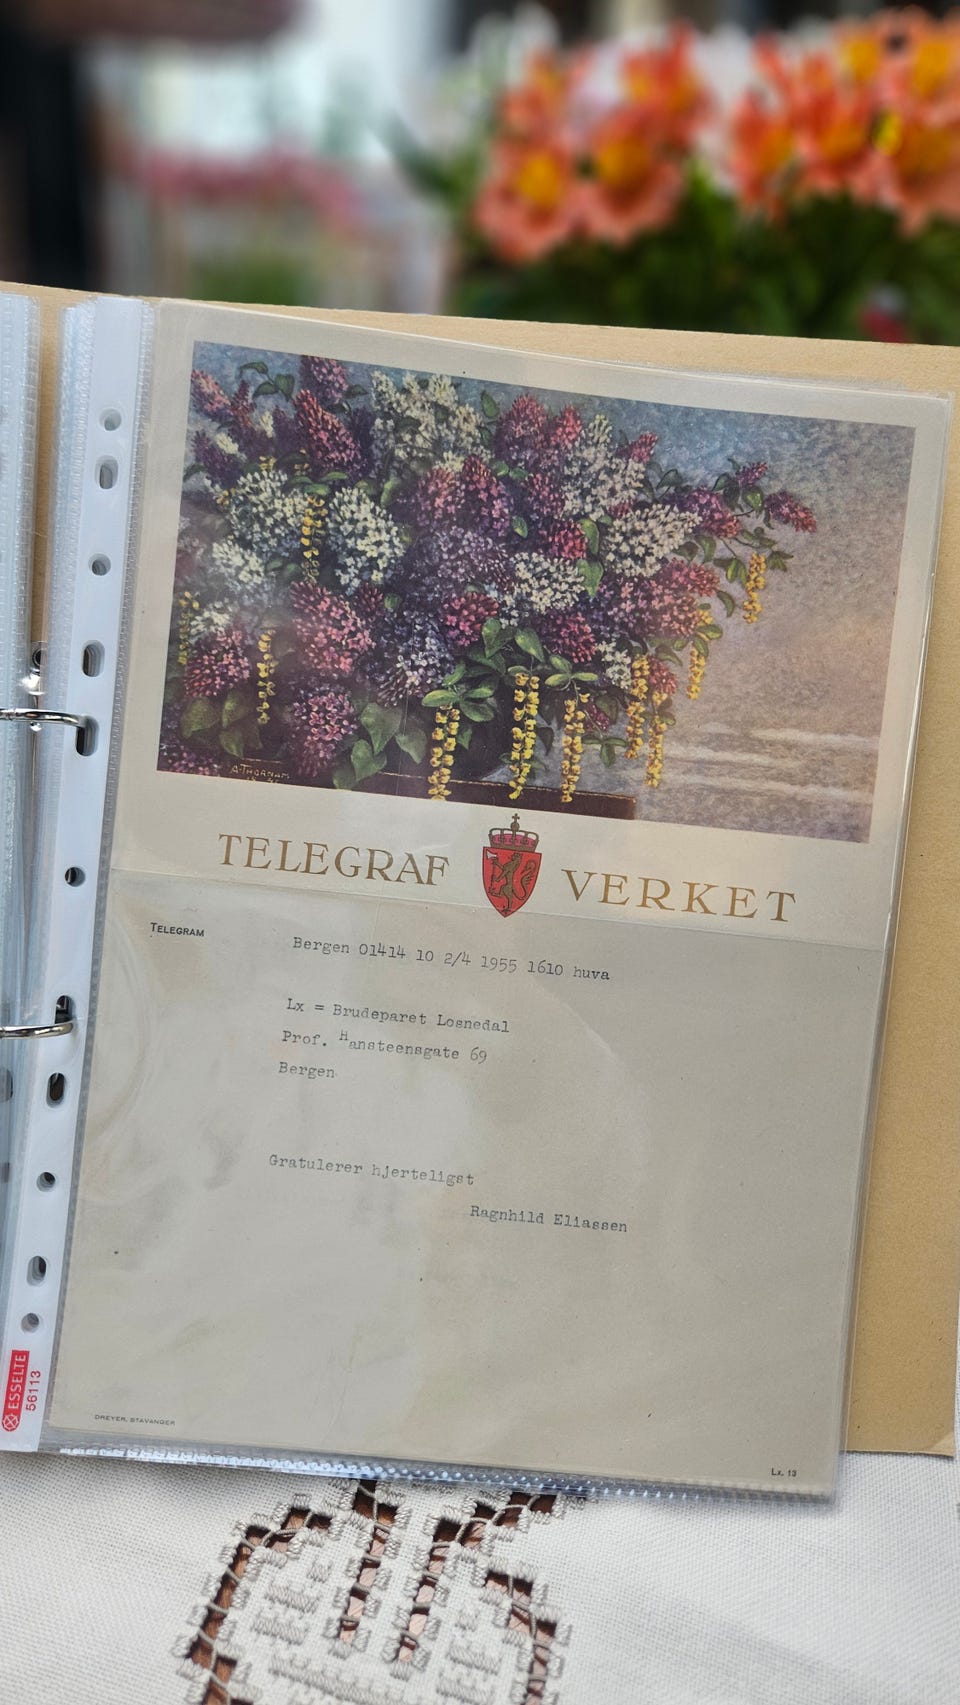 A·THORNAM
TELEGRAF VERKET
TELEGRAM
Bergen 01414 10 2/4 1955 1610 huva
Lx = Brudeparet Losnedal
Prof. Hansteensgate 69
Bergen
Gratulerer hjerteligst
Ragnhild Eliassen
DREYER, STAVANGER
Lx. 13
ESSELTE
56113